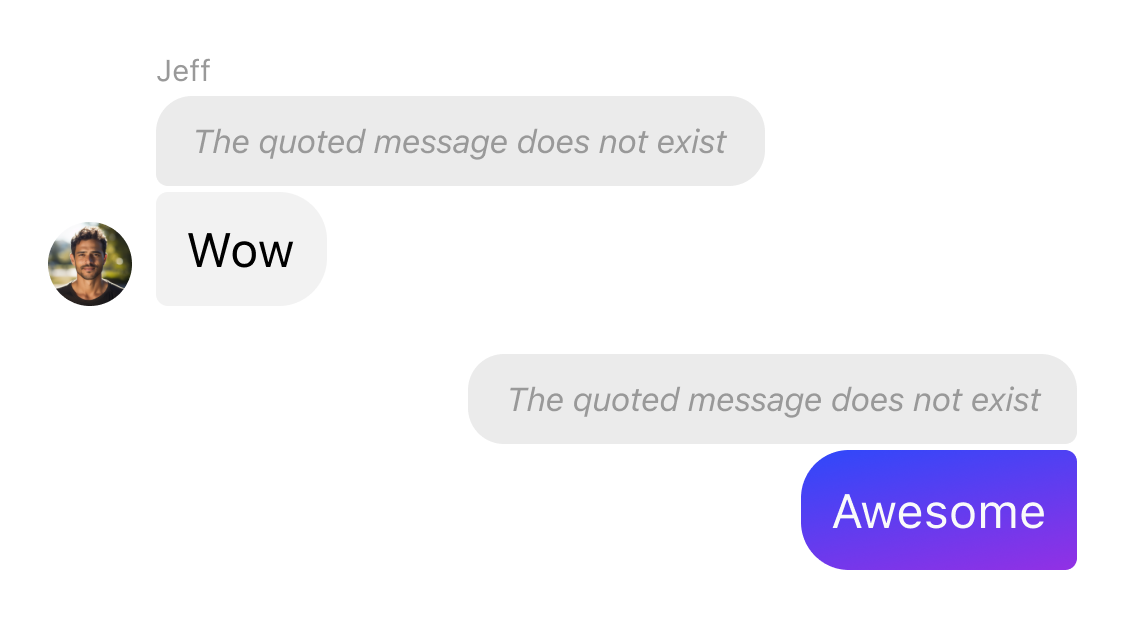 Jeff
The quoted message does not exist
Wow
The quoted message does not exist
Awesome